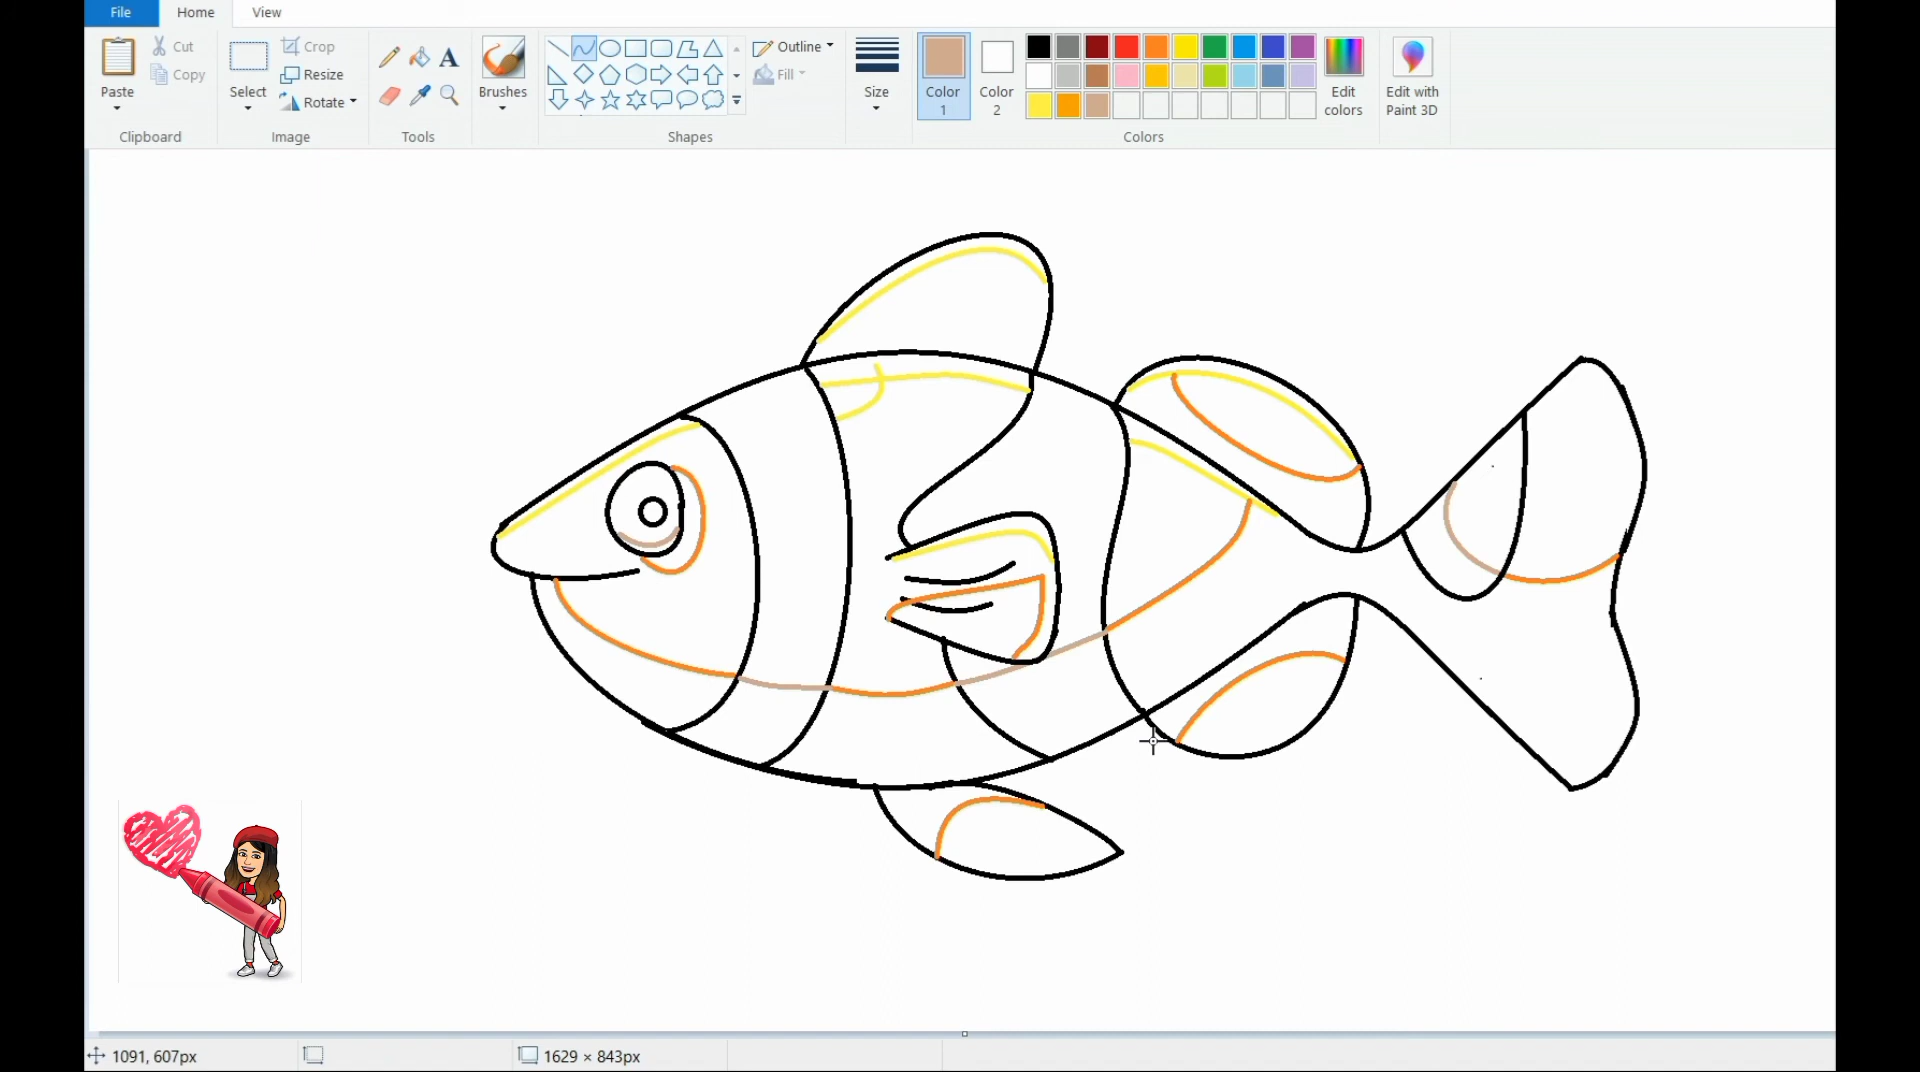 File Home View
Paste
Cut
Copy
Clipboard
Select
Crop
Resize
Rotate
Image
A
Tools
Brushes
Shapes
Outline
Fill
Size
Color
1
Color
2
Colors
Edit
colors
Edit with
Paint 3D
1091, 607px
1629 × 843px